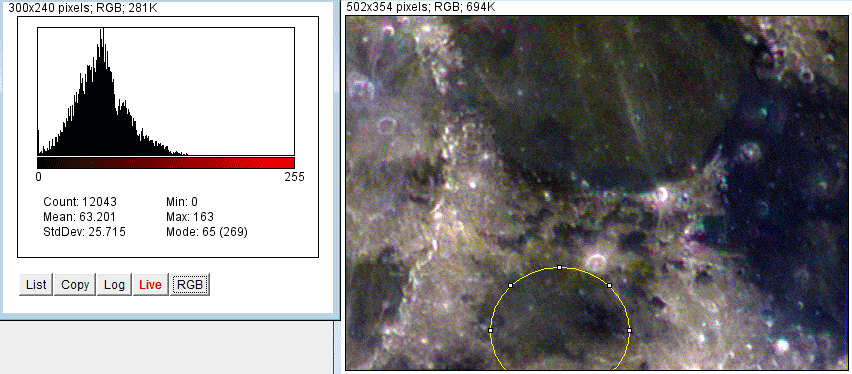 300x240 pixels; RGB; 281K
0 255
Count: 12043 Min: 0
Mean: 63.201 Max: 163
StdDev: 25.715 Mode: 65 (269)
List Copy Log Live RGB
502x354 pixels; RGB; 694K